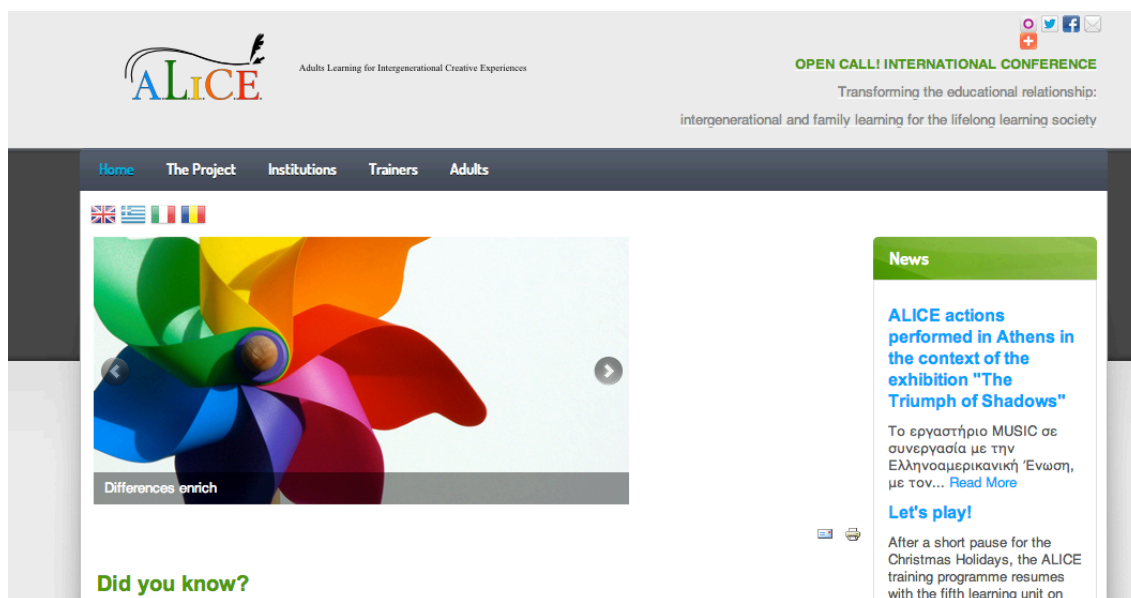 A.L.I.C.E.
Adults Learning for Intergenerational Creative Experiences
OPEN CALL! INTERNATIONAL CONFERENCE
Transforming the educational relationship:
intergenerational and family learning for the lifelong learning society
Home The Project Institutions Trainers Adults
Differences enrich
Did you know?
News
ALICE actions
performed in Athens in
the context of the
exhibition "The
Triumph of Shadows"
Το εργαστήριο MUSIC σε
συνεργασία με την
Ελληνοαμερικανική Ένωση,
με τον... Read More
Let's play!
After a short pause for the
Christmas Holidays, the ALICE
training programme resumes
with the fifth learning unit on